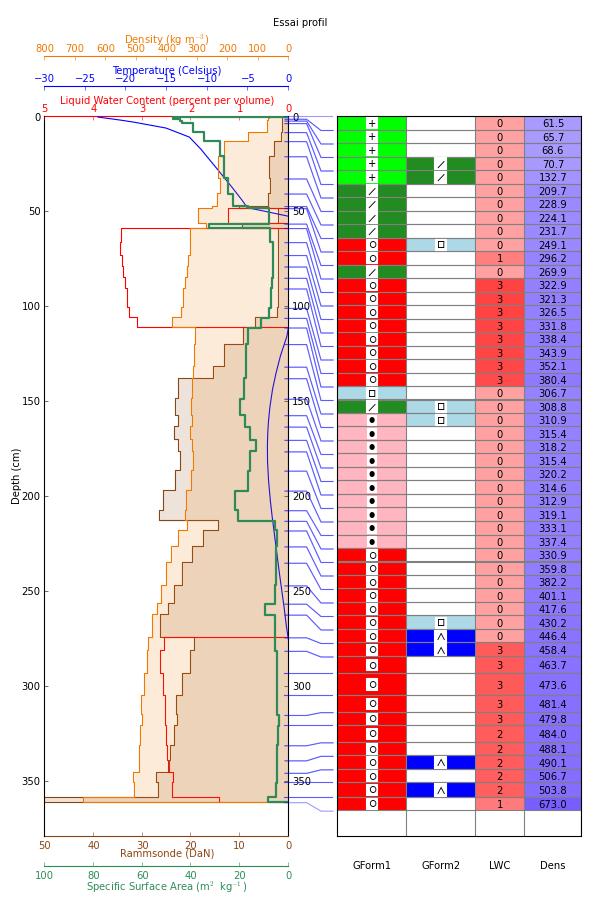 Essai profil
Density (kg m⁻³)
800 700 600 500 400 300 200 100 0
Temperature (Celsius)
−30 −25 −20 −15 −10 −5 0
Liquid Water Content (percent per volume)
5 4 3 2 1 0
0 0 + 0 61.5
+ 0 65.7
+ 0 68.6
+ / 0 70.7
+ / 0 132.7
/ 0 209.7
50 50 / 0 228.9
/ 0 224.1
/ 0 231.7
o □ 0 249.1
o 1 296.2
/ 0 269.9
o 3 322.9
100 100 o 3 321.3
o 3 326.5
o 3 331.8
o 3 338.4
o 3 343.9
o 3 352.1
o 3 380.4
□ 0 306.7
150 150 / □ 0 308.8
● □ 0 310.9
● 0 315.4
● 0 318.2
● 0 315.4
● 0 320.2
● 0 314.6
200 200 ● 0 312.9
● 0 319.1
● 0 333.1
● 0 337.4
o 0 330.9
o 0 359.8
o 0 382.2
o 0 401.1
250 250 o 0 417.6
o □ 0 430.2
o ∧ 0 446.4
o ∧ 3 458.4
o 3 463.7
300 300 o 3 473.6
o 3 481.4
o 3 479.8
o 2 484.0
o 2 488.1
o ∧ 2 490.1
350 350 o 2 506.7
o ∧ 2 503.8
o 1 673.0
Depth (cm)
50 40 30 20 10 0
Rammsonde (DaN)
100 80 60 40 20 0
Specific Surface Area (m² kg⁻¹)
GForm1 GForm2 LWC Dens